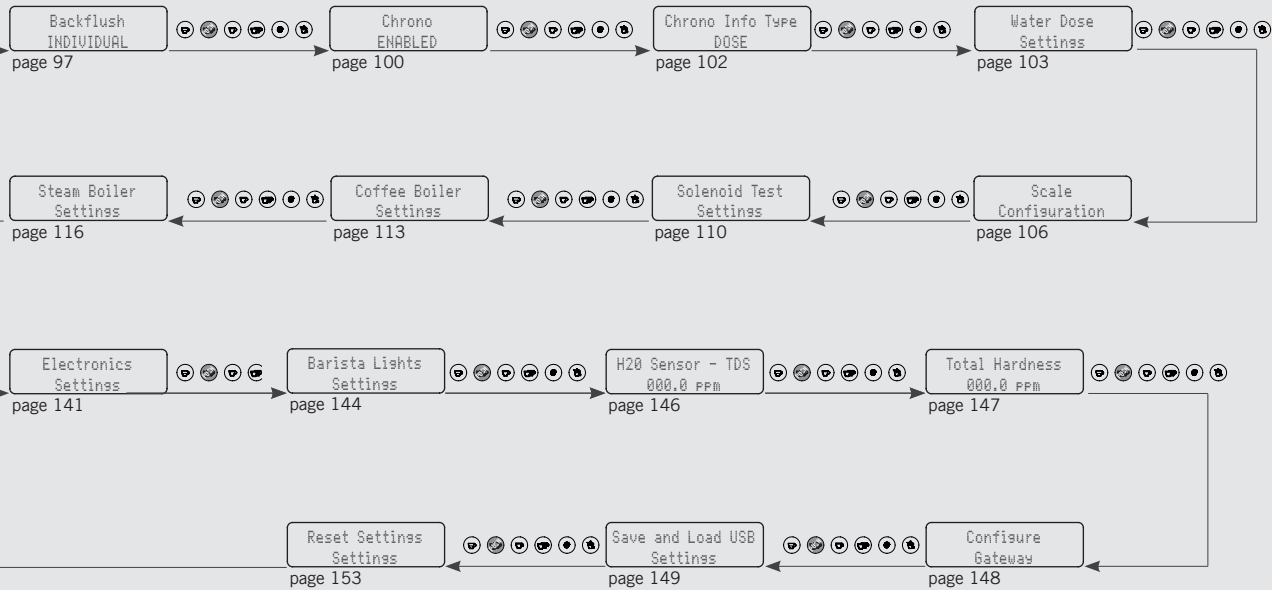 Backflush
INDIVIDUAL
page 97
Chrono
ENABLED
page 100
Chrono Info Type
DOSE
page 102
Water Dose
Settings
page 103
Steam Boiler
Settings
page 116
Coffee Boiler
Settings
page 113
Solenoid Test
Settings
page 110
Scale
Configuration
page 106
Electronics
Settings
page 141
Barista Lights
Settings
page 144
H20 Sensor - TDS
000.0 ppm
page 146
Total Hardness
000.0 ppm
page 147
Reset Settings
Settings
page 153
Save and Load USB
Settings
page 149
Configure
Gateway
page 148